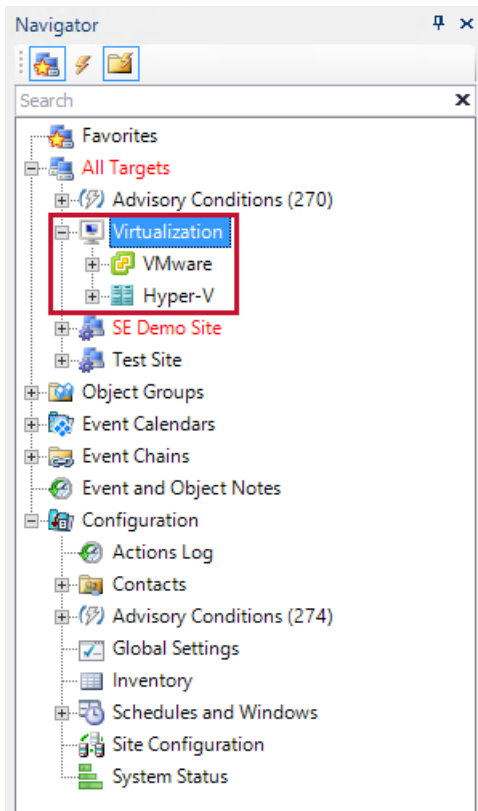 Navigator
Search
Favorites
All Targets
Advisory Conditions (270)
Virtualization
VMware
Hyper-V
SE Demo Site
Test Site
Object Groups
Event Calendars
Event Chains
Event and Object Notes
Configuration
Actions Log
Contacts
Advisory Conditions (274)
Global Settings
Inventory
Schedules and Windows
Site Configuration
System Status